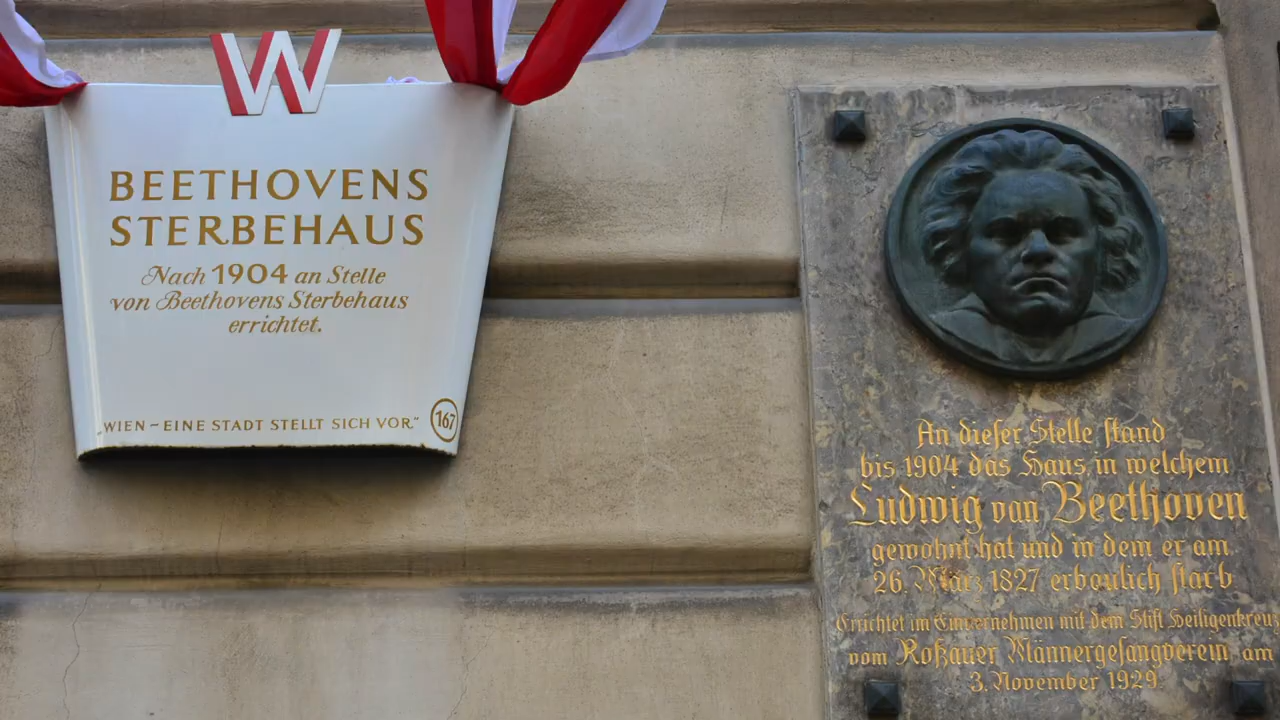 W
BEETHOVENS
STERBEHAUS
Nach 1904 an Stelle
von Beethovens Sterbehaus
errichtet.
„WIEN – EINE STADT STELLT SICH VOR.“
167
An dieser Stelle stand
bis 1904 das Haus, in welchem
Ludwig van Beethoven
gewohnt hat und in dem er am
26. März 1827 erbaulich starb
Errichtet im Einvernehmen mit dem Stift Heiligenkreuz
vom Roßauer Männergesangverein, am
3. November 1929